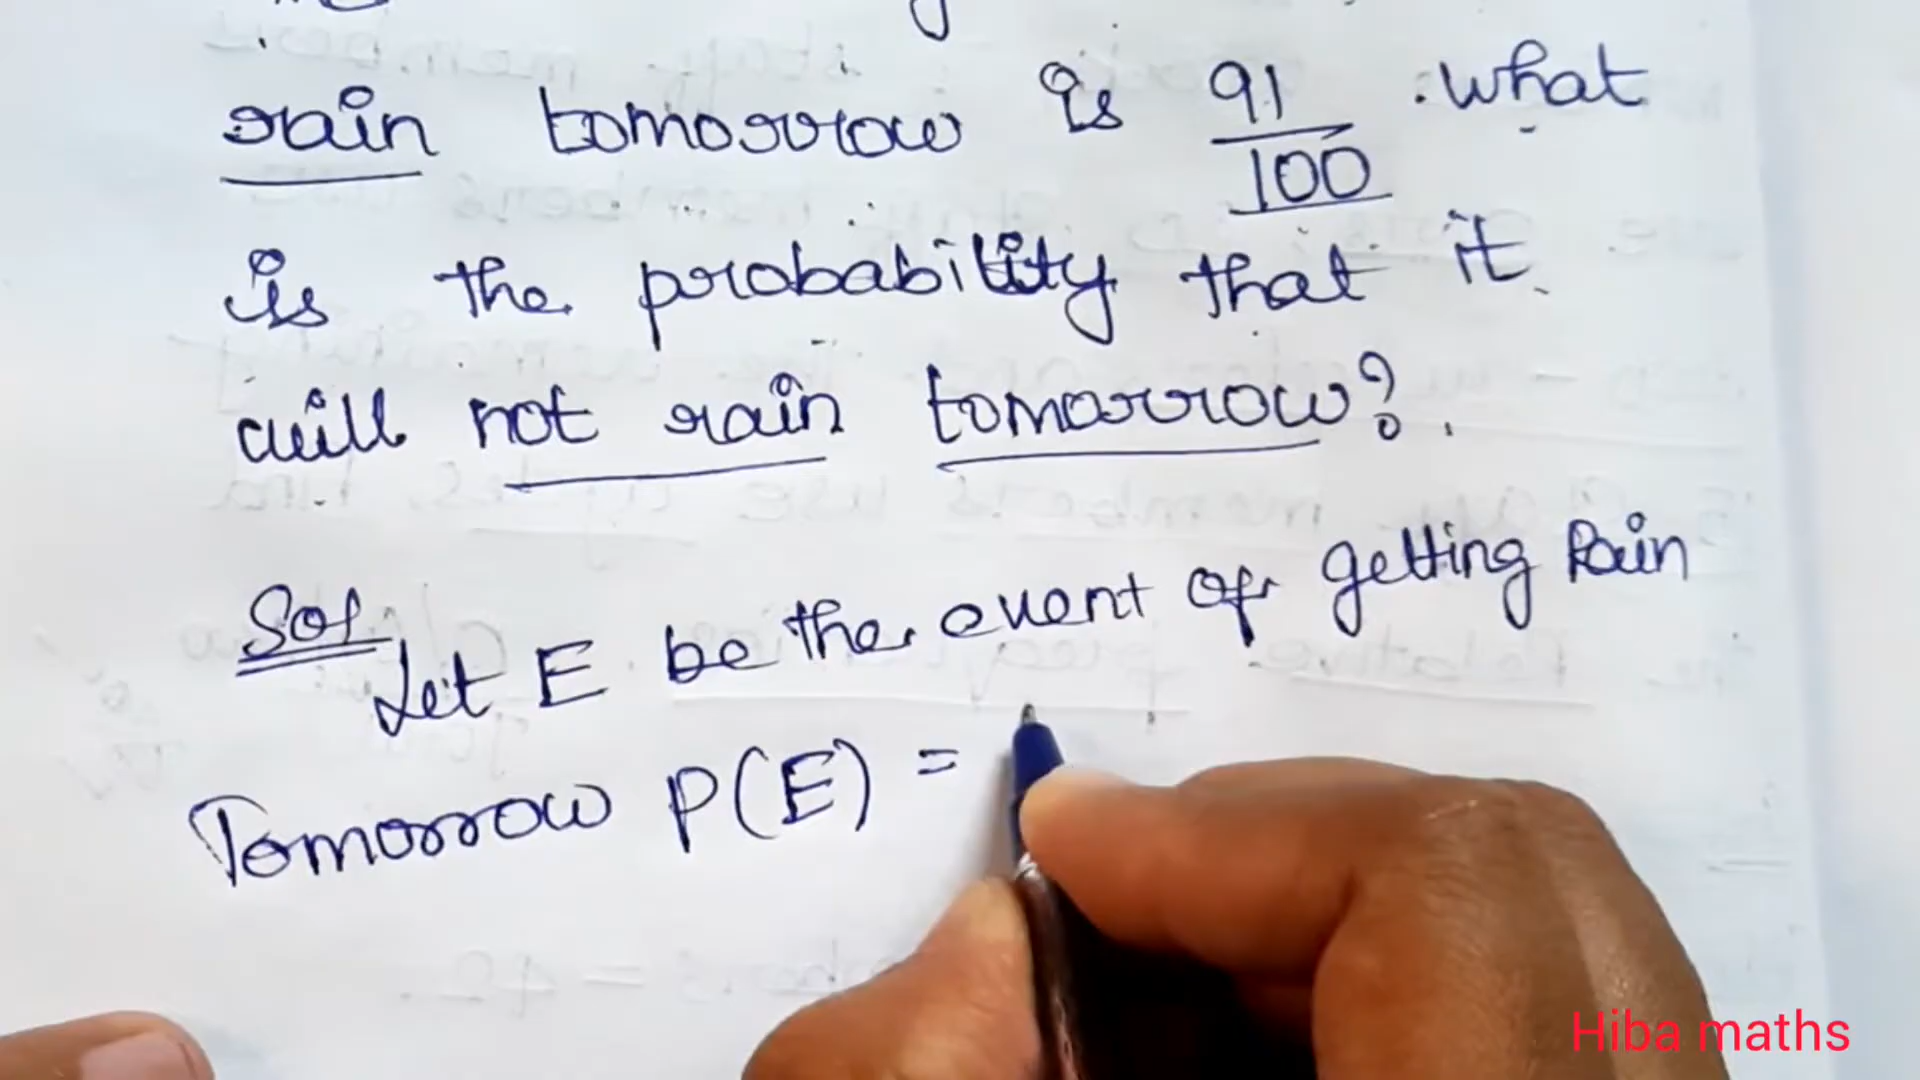 rain tomorrow is 91/100 . what
is the probability that it
will not rain tomorrow?
Sol
Let E be the event of getting Rain
Tomorrow P(E) =
Hiba maths